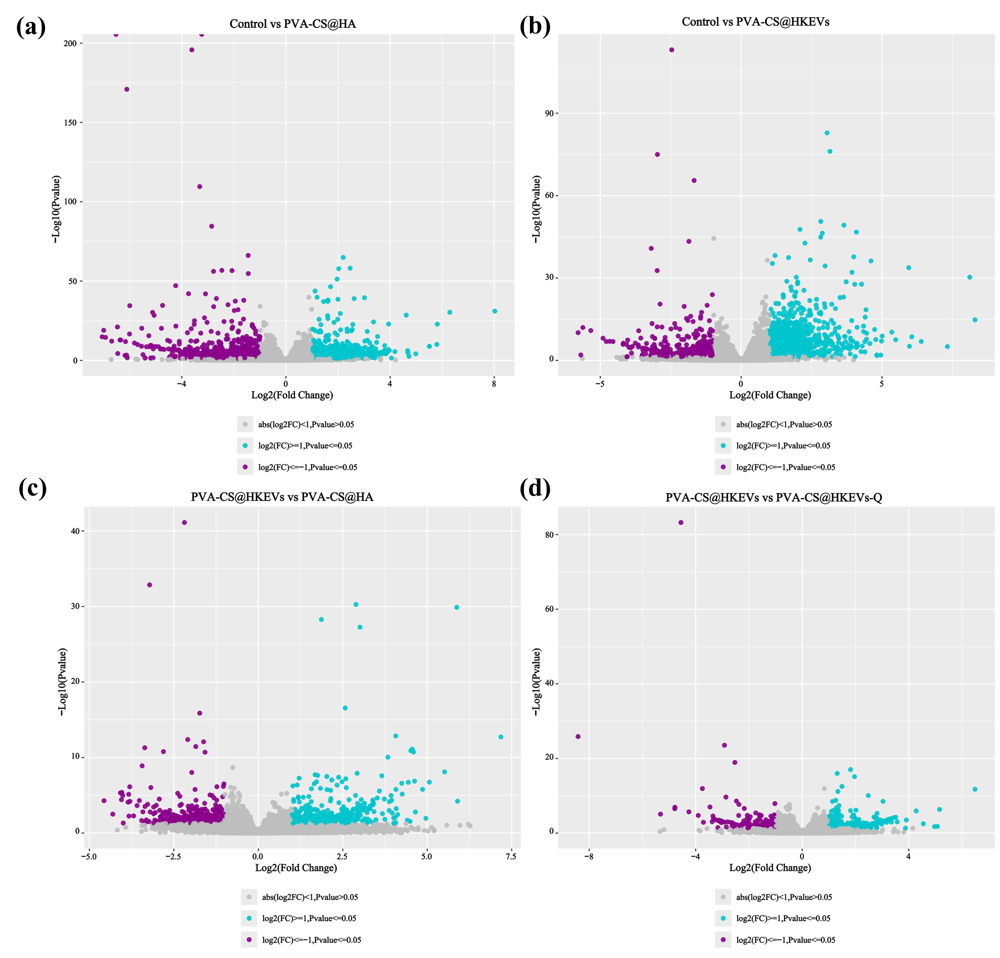 (a)
Control vs PVA-CS@HA
200
150
100
50
0
−Log10(Pvalue)
−4 0 4 8
Log2(Fold Change)
abs(log2FC)<1,Pvalue>0.05
log2(FC)>=1,Pvalue<=0.05
log2(FC)<=−1,Pvalue<=0.05
(b)
Control vs PVA-CS@HKEVs
90
60
30
0
−Log10(Pvalue)
−5 0 5
Log2(Fold Change)
abs(log2FC)<1,Pvalue>0.05
log2(FC)>=1,Pvalue<=0.05
log2(FC)<=−1,Pvalue<=0.05
(c)
PVA-CS@HKEVs vs PVA-CS@HA
40
30
20
10
0
−Log10(Pvalue)
−5.0 −2.5 0.0 2.5 5.0 7.5
Log2(Fold Change)
abs(log2FC)<1,Pvalue>0.05
log2(FC)>=1,Pvalue<=0.05
log2(FC)<=−1,Pvalue<=0.05
(d)
PVA-CS@HKEVs vs PVA-CS@HKEVs-Q
80
60
40
20
0
−Log10(Pvalue)
−8 −4 0 4
Log2(Fold Change)
abs(log2FC)<1,Pvalue>0.05
log2(FC)>=1,Pvalue<=0.05
log2(FC)<=−1,Pvalue<=0.05